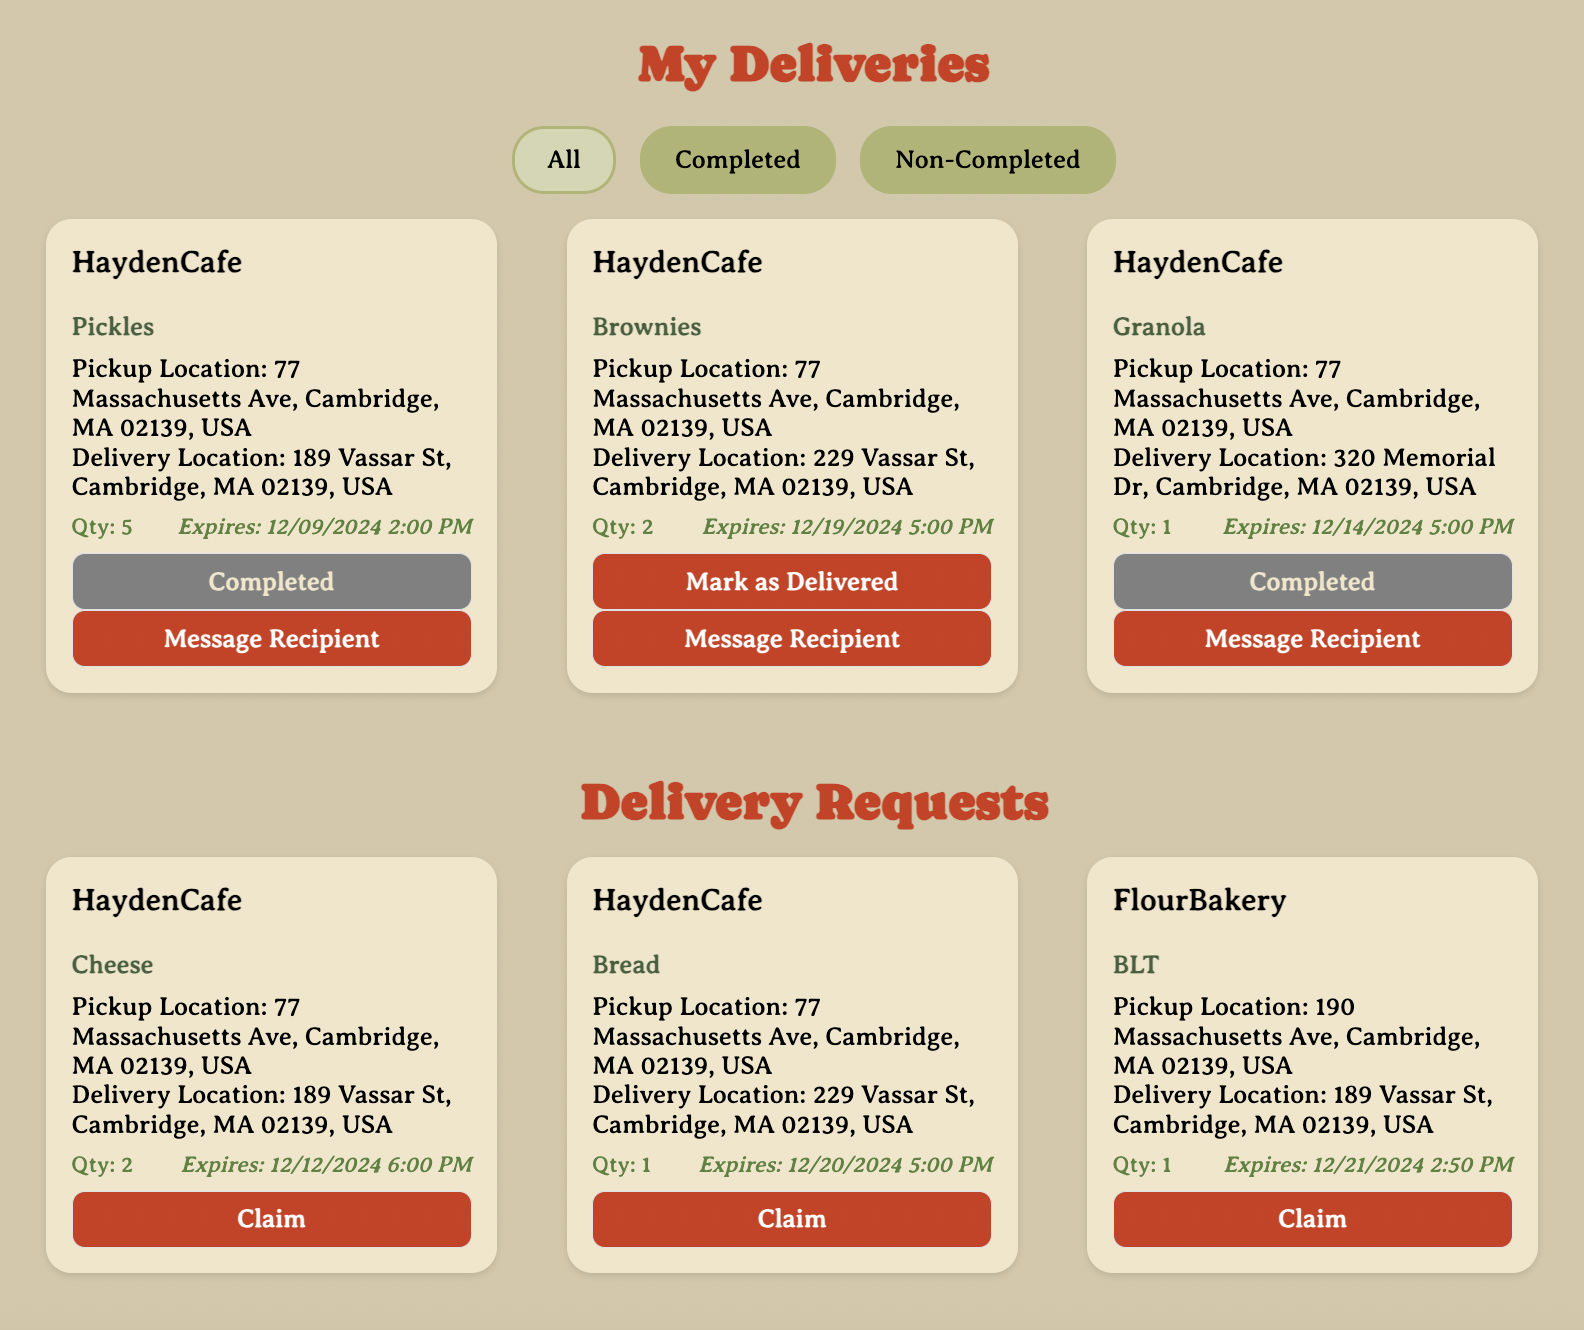 My Deliveries
All
Completed
Non-Completed
HaydenCafe
Pickles
Pickup Location: 77
Massachusetts Ave, Cambridge,
MA 02139, USA
Delivery Location: 189 Vassar St,
Cambridge, MA 02139, USA
Qty: 5
Expires: 12/09/2024 2:00 PM
Completed
Message Recipient
HaydenCafe
Brownies
Pickup Location: 77
Massachusetts Ave, Cambridge,
MA 02139, USA
Delivery Location: 229 Vassar St,
Cambridge, MA 02139, USA
Qty: 2
Expires: 12/19/2024 5:00 PM
Mark as Delivered
Message Recipient
HaydenCafe
Granola
Pickup Location: 77
Massachusetts Ave, Cambridge,
MA 02139, USA
Delivery Location: 320 Memorial
Dr, Cambridge, MA 02139, USA
Qty: 1
Expires: 12/14/2024 5:00 PM
Completed
Message Recipient
Delivery Requests
HaydenCafe
Cheese
Pickup Location: 77
Massachusetts Ave, Cambridge,
MA 02139, USA
Delivery Location: 189 Vassar St,
Cambridge, MA 02139, USA
Qty: 2
Expires: 12/12/2024 6:00 PM
Claim
HaydenCafe
Bread
Pickup Location: 77
Massachusetts Ave, Cambridge,
MA 02139, USA
Delivery Location: 229 Vassar St,
Cambridge, MA 02139, USA
Qty: 1
Expires: 12/20/2024 5:00 PM
Claim
FlourBakery
BLT
Pickup Location: 190
Massachusetts Ave, Cambridge,
MA 02139, USA
Delivery Location: 189 Vassar St,
Cambridge, MA 02139, USA
Qty: 1
Expires: 12/21/2024 2:50 PM
Claim